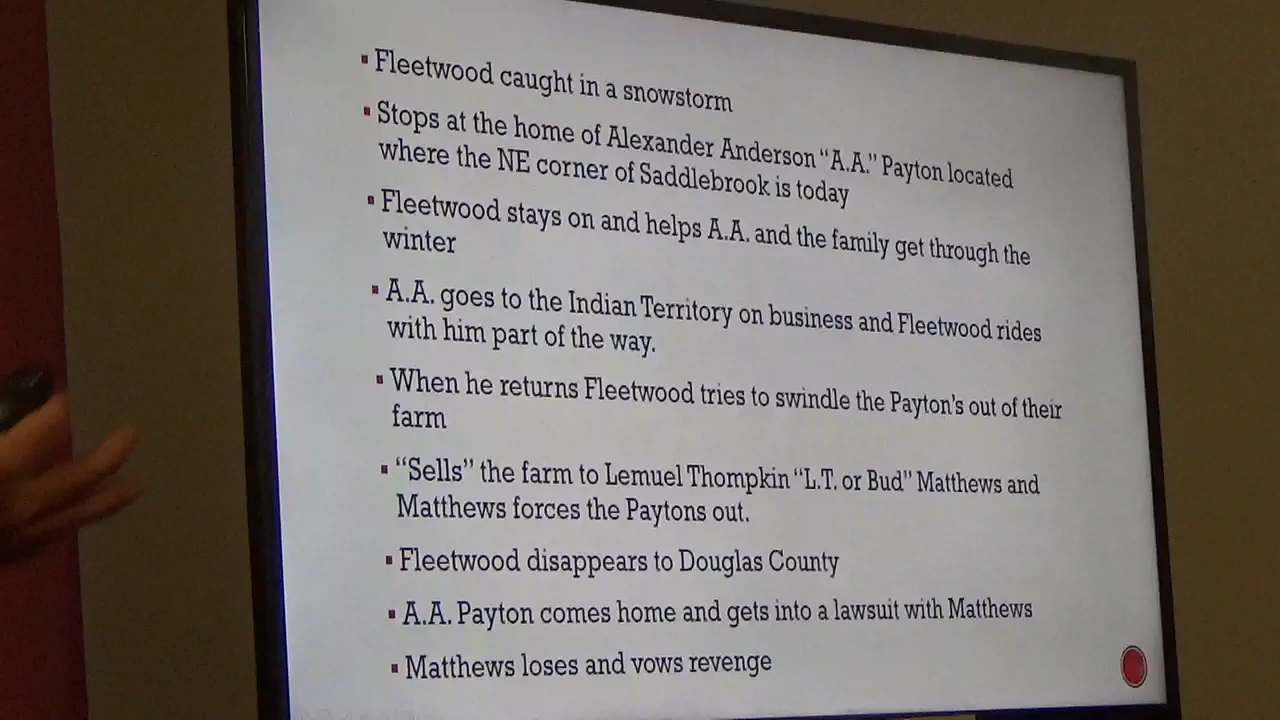 ▪ Fleetwood caught in a snowstorm
▪ Stops at the home of Alexander Anderson “A.A.” Payton located
where the NE corner of Saddlebrook is today
▪ Fleetwood stays on and helps A.A. and the family get through the
winter
▪ A.A. goes to the Indian Territory on business and Fleetwood rides
with him part of the way.
▪ When he returns Fleetwood tries to swindle the Payton’s out of their
farm
▪ “Sells” the farm to Lemuel Thompkin “L.T. or Bud” Matthews and
Matthews forces the Paytons out.
▪ Fleetwood disappears to Douglas County
▪ A.A. Payton comes home and gets into a lawsuit with Matthews
▪ Matthews loses and vows revenge